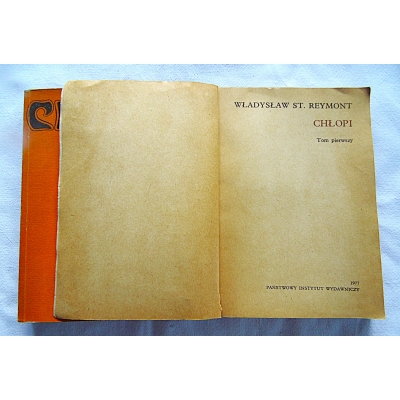 WŁADYSŁAW ST. REYMONT
CHŁOPI
Tom pierwszy
PAŃSTWOWY INSTYTUT WYDAWNICZY